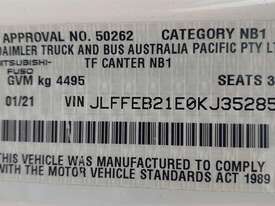 APPROVAL NO. 50262 CATEGORY NB1
DAIMLER TRUCK AND BUS AUSTRALIA PACIFIC PTY LT
MITSUBISHI-FUSO TF CANTER NB1
GVM kg 4495 SEATS 3
01/21 VIN JLFFEB21E0KJ35285
THIS VEHICLE WAS MANUFACTURED TO COMPLY
WITH THE MOTOR VEHICLE STANDARDS ACT 1989